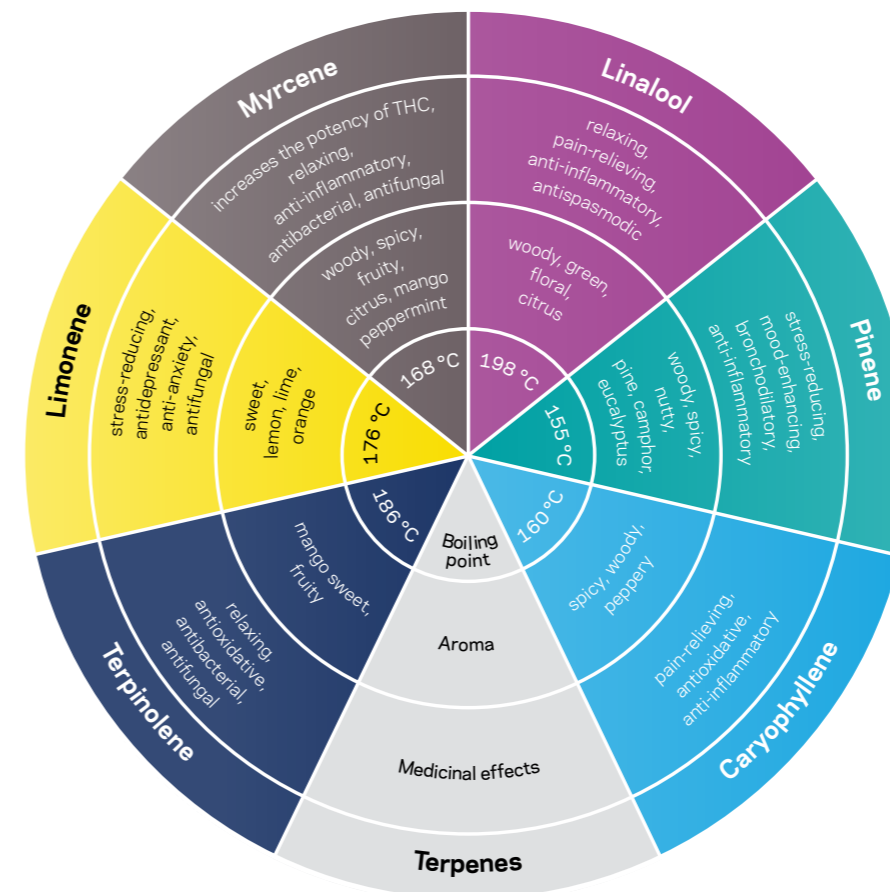 Myrcene
increases the potency of THC,
relaxing,
anti-inflammatory,
antibacterial, antifungal
woody, spicy,
fruity,
citrus, mango
peppermint
168 °C
Linalool
relaxing,
pain-relieving,
anti-inflammatory,
antispasmodic
woody, green,
floral,
citrus
198 °C
Pinene
stress-reducing,
mood-enhancing,
bronchodilatory,
anti-inflammatory
woody, spicy,
nutty,
pine, camphor,
eucalyptus
155 °C
Caryophyllene
pain-relieving,
antioxidative,
anti-inflammatory
spicy, woody,
peppery
160 °C
Boiling
point
Aroma
Medicinal effects
Terpenes
Terpinolene
relaxing,
antioxidative,
antibacterial,
antifungal
mango sweet,
fruity
186 °C
Limonene
stress-reducing,
antidepressant,
anti-anxiety,
antifungal
sweet,
lemon, lime,
orange
176 °C